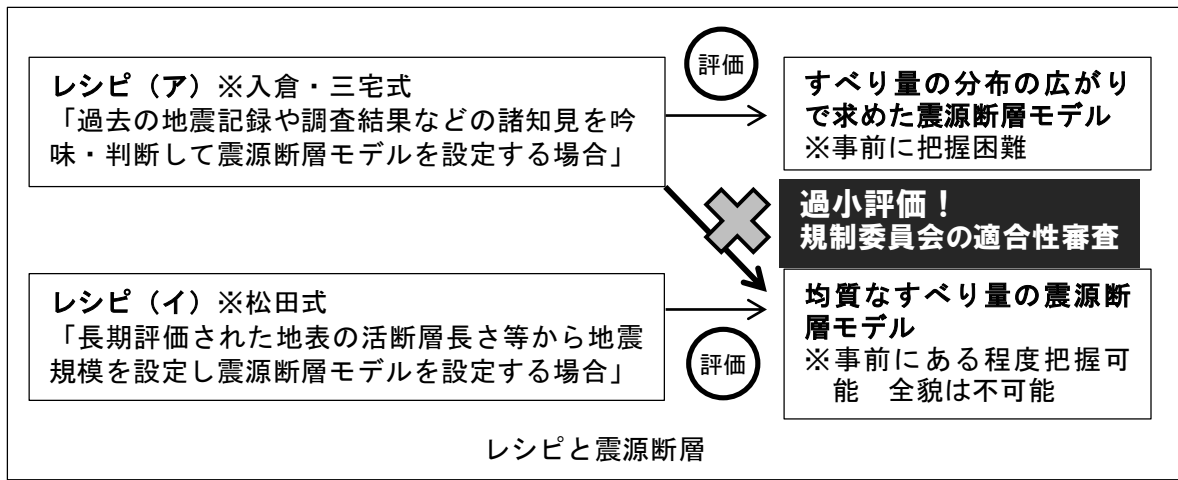 評価
レシピ（ア）※入倉・三宅式
「過去の地震記録や調査結果などの諸知見を吟
味・判断して震源断層モデルを設定する場合」
すべり量の分布の広がり
で求めた震源断層モデル
※事前に把握困難
過小評価！
規制委員会の適合性審査
レシピ（イ）※松田式
「長期評価された地表の活断層長さ等から地震
規模を設定し震源断層モデルを設定する場合」
評価
均質なすべり量の震源断
層モデル
※事前にある程度把握可
能　全貌は不可能
レシピと震源断層